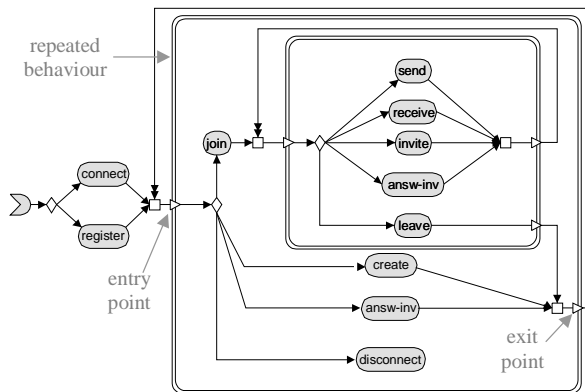 repeated
behaviour
send
receive
join
invite
connect
answ-inv
register
leave
entry
point
create
answ-inv
exit
point
disconnect